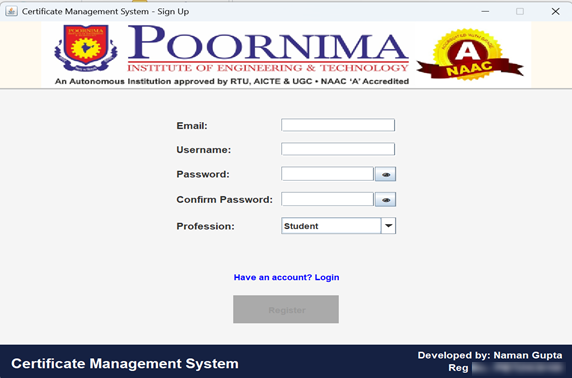 Certificate Management System - Sign Up
POORNIMA
INSTITUTE OF ENGINEERING & TECHNOLOGY
An Autonomous Institution approved by RTU, AICTE & UGC • NAAC 'A' Accredited
A
NAAC
Email:
Username:
Password:
Confirm Password:
Profession:
Student
Have an account? Login
Register
Certificate Management System
Developed by: Naman Gupta
Reg